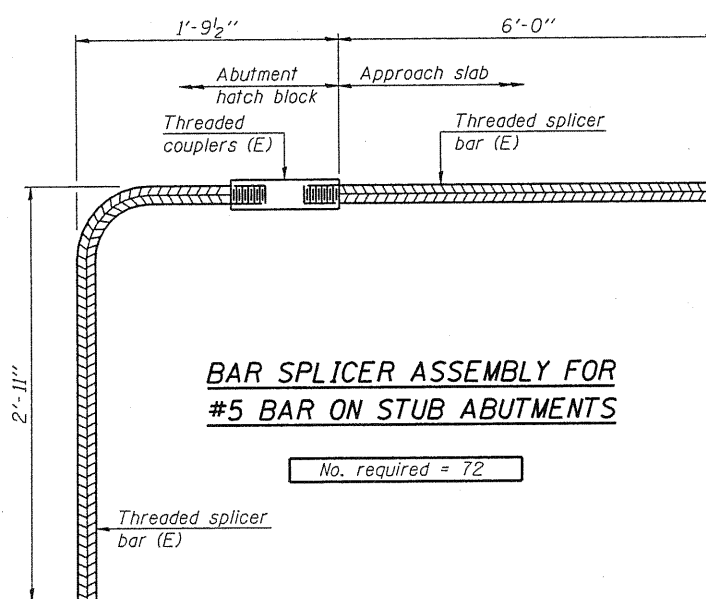 1'-9½"
6'-0"
Abutment
hatch block
Approach slab
Threaded
couplers (E)
Threaded splicer
bar (E)
2'-11"
BAR SPLICER ASSEMBLY FOR
#5 BAR ON STUB ABUTMENTS
No. required = 72
Threaded splicer
bar (E)